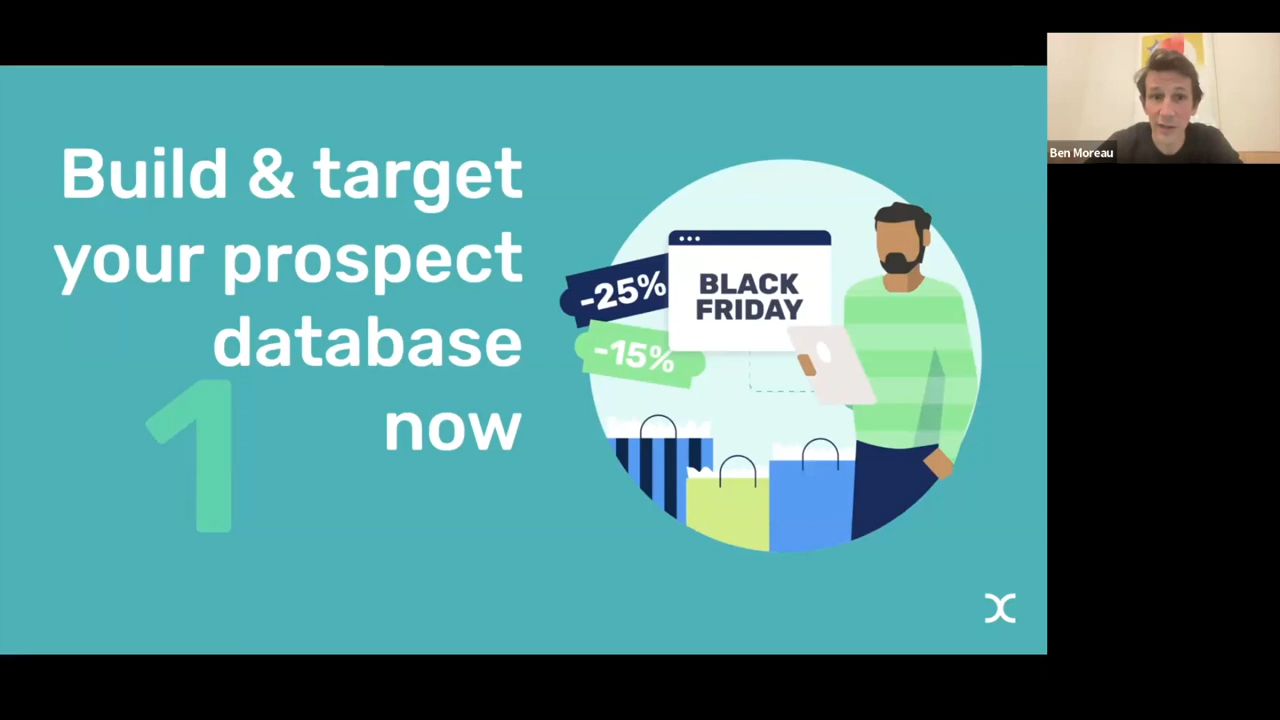 Build & target
your prospect
database
now
1
-25%
-15%
BLACK
FRIDAY
Ben Moreau